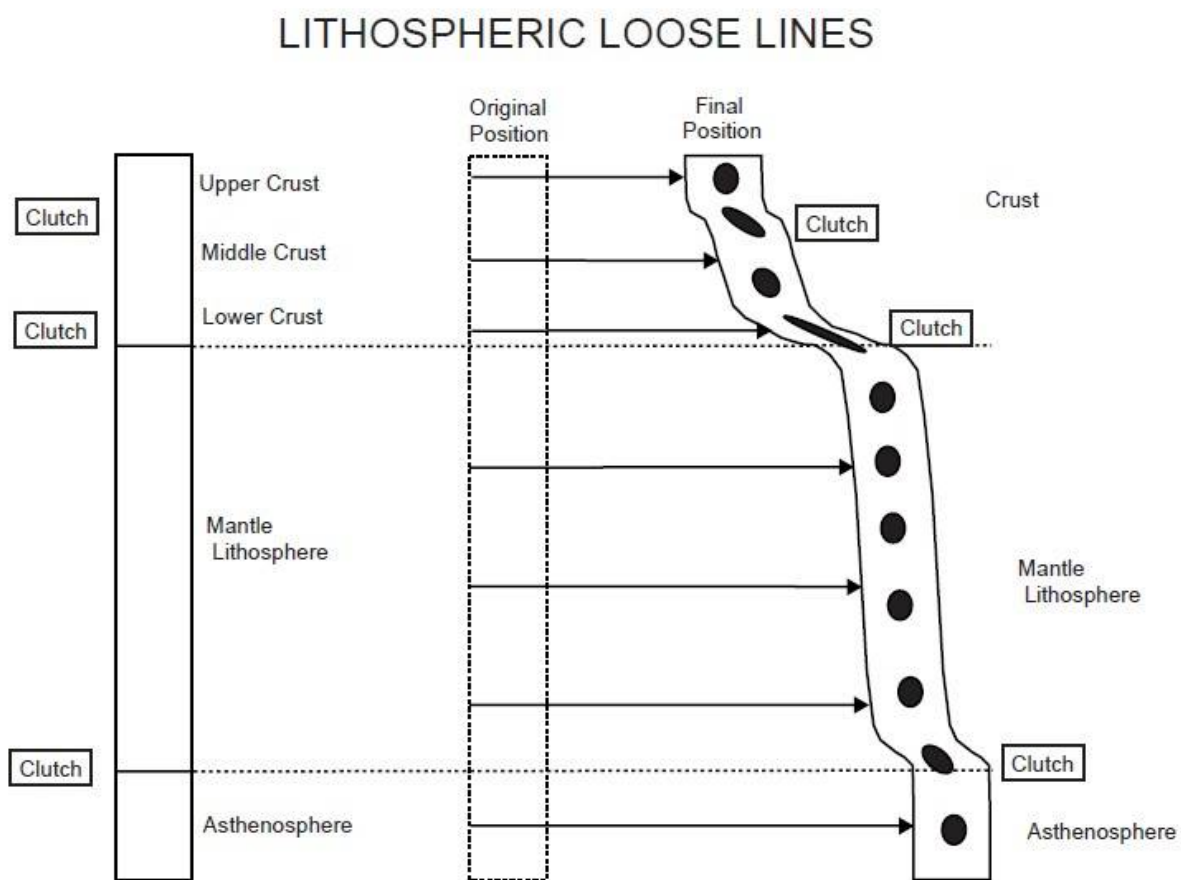 LITHOSPHERIC LOOSE LINES
Original
Position
Final
Position
Upper Crust
Crust
Clutch
Clutch
Middle Crust
Lower Crust
Clutch
Clutch
Mantle
Lithosphere
Mantle
Lithosphere
Clutch
Clutch
Asthenosphere
Asthenosphere